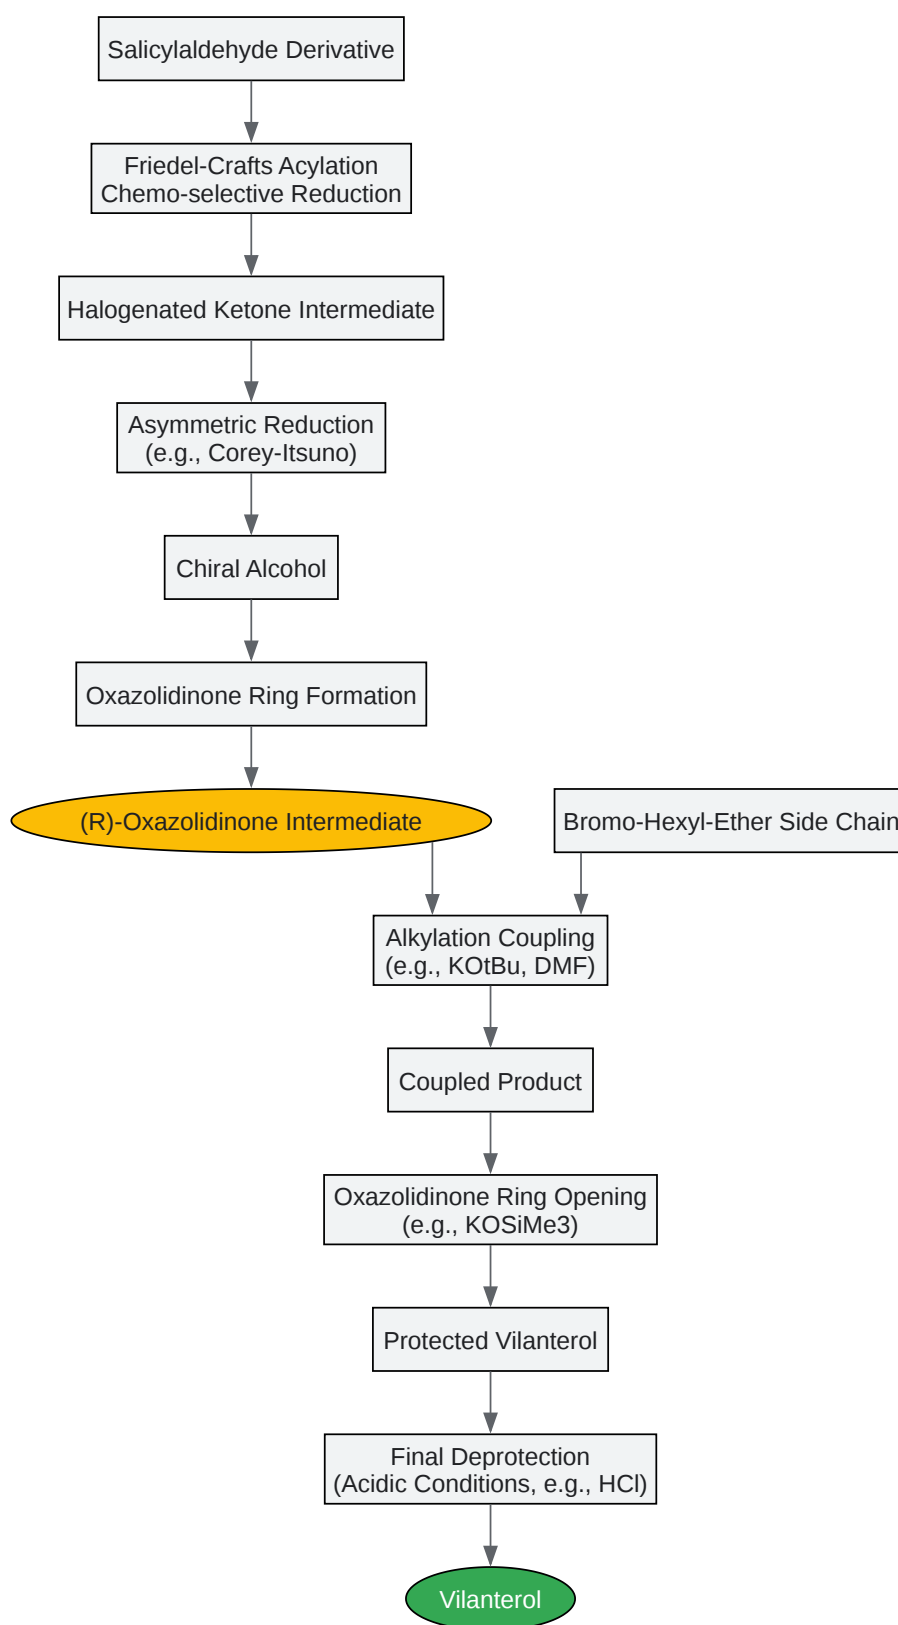 Salicylaldehyde Derivative
Friedel-Crafts Acylation
Chemo-selective Reduction
Halogenated Ketone Intermediate
Asymmetric Reduction
(e.g., Corey-Itsuno)
Chiral Alcohol
Oxazolidinone Ring Formation
(R)-Oxazolidinone Intermediate
Bromo-Hexyl-Ether Side Chain
Alkylation Coupling
(e.g., KOtBu, DMF)
Coupled Product
Oxazolidinone Ring Opening
(e.g., KOSiMe3)
Protected Vilanterol
Final Deprotection
(Acidic Conditions, e.g., HCl)
Vilanterol